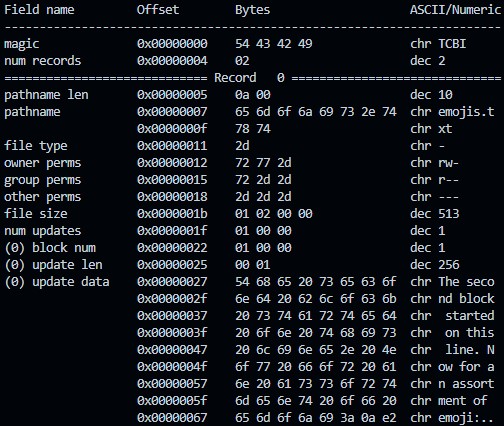 Field name Offset Bytes ASCII/Numeric
--------------------------------------------------------------------
magic 0x00000000 54 43 42 49 chr TCBI
num records 0x00000004 02 dec 2
============================ Record 0 ============================
pathname len 0x00000005 0a 00 dec 10
pathname 0x00000007 65 6d 6f 6a 69 73 2e 74 chr emojis.t
0x0000000f 78 74 chr xt
file type 0x00000011 2d chr -
owner perms 0x00000012 72 77 2d chr rw-
group perms 0x00000015 72 2d 2d chr r--
other perms 0x00000018 2d 2d 2d chr ---
file size 0x0000001b 01 02 00 00 dec 513
num updates 0x0000001f 01 00 00 dec 1
(0) block num 0x00000022 01 00 00 dec 1
(0) update len 0x00000025 00 01 dec 256
(0) update data 0x00000027 54 68 65 20 73 65 63 6f chr The seco
0x0000002f 6e 64 20 62 6c 6f 63 6b chr nd block
0x00000037 20 73 74 61 72 74 65 64 chr  started
0x0000003f 20 6f 6e 20 74 68 69 73 chr  on this
0x00000047 20 6c 69 6e 65 2e 20 4e chr  line. N
0x0000004f 6f 77 20 66 6f 72 20 61 chr ow for a
0x00000057 6e 20 61 73 73 6f 72 74 chr n assort
0x0000005f 6d 65 6e 74 20 6f 66 20 chr ment of
0x00000067 65 6d 6f 6a 69 3a 0a e2 chr emoji:..